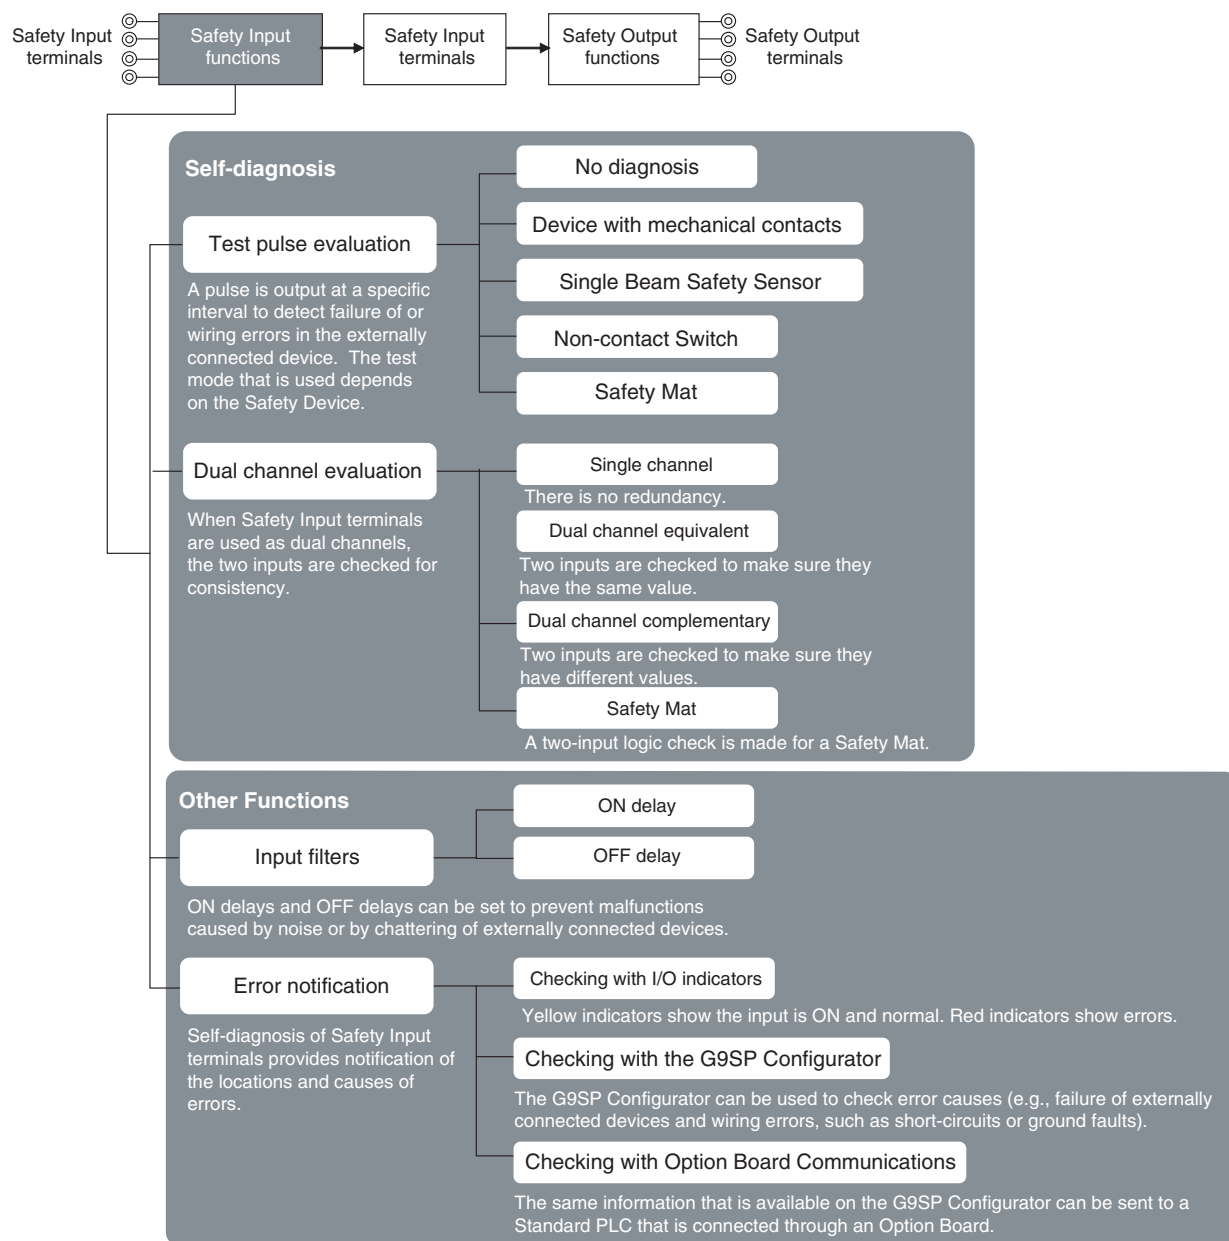 Safety Input
terminals
Safety Input
functions
Safety Input
terminals
Safety Output
functions
Safety Output
terminals
Self-diagnosis
Test pulse evaluation
A pulse is output at a specific
interval to detect failure of or
wiring errors in the externally
connected device. The test
mode that is used depends
on the Safety Device.
No diagnosis
Device with mechanical contacts
Single Beam Safety Sensor
Non-contact Switch
Safety Mat
Dual channel evaluation
When Safety Input terminals
are used as dual channels,
the two inputs are checked for
consistency.
Single channel
There is no redundancy.
Dual channel equivalent
Two inputs are checked to make sure they
have the same value.
Dual channel complementary
Two inputs are checked to make sure they
have different values.
Safety Mat
A two-input logic check is made for a Safety Mat.
Other Functions
Input filters
ON delay
OFF delay
ON delays and OFF delays can be set to prevent malfunctions
caused by noise or by chattering of externally connected devices.
Error notification
Self-diagnosis of Safety Input
terminals provides notification of
the locations and causes of
errors.
Checking with I/O indicators
Yellow indicators show the input is ON and normal. Red indicators show errors.
Checking with the G9SP Configurator
The G9SP Configurator can be used to check error causes (e.g., failure of externally
connected devices and wiring errors, such as short-circuits or ground faults).
Checking with Option Board Communications
The same information that is available on the G9SP Configurator can be sent to a
Standard PLC that is connected through an Option Board.